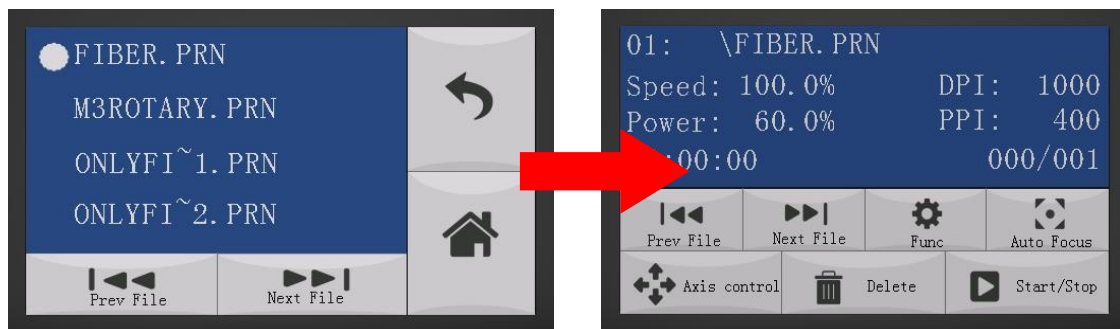 FIBER.PRN
M3ROTARY.PRN
ONLYFI~1.PRN
ONLYFI~2.PRN
Prev File
Next File
01: \FIBER.PRN
Speed: 100.0% DPI: 1000
Power: 60.0% PPI: 400
:00:00 000/001
Prev File
Next File
Func
Auto Focus
Axis control
Delete
Start/Stop